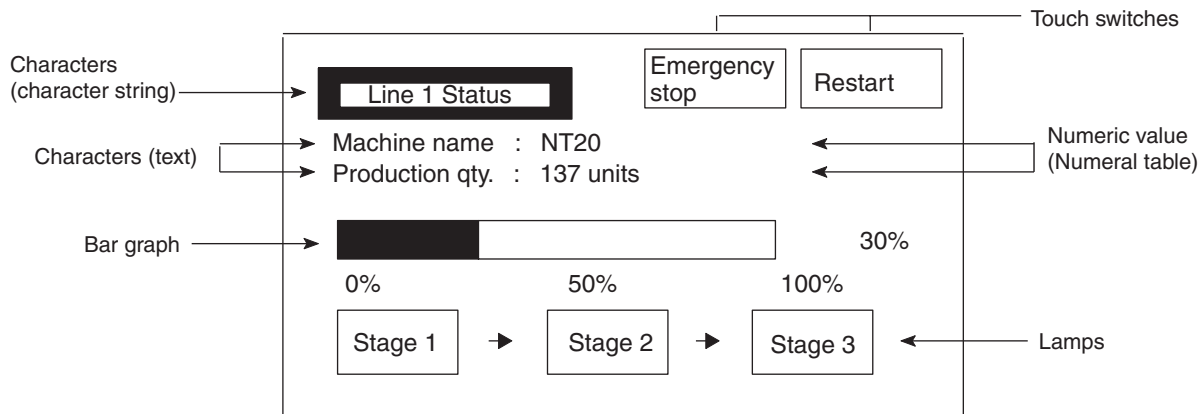 Touch switches
Characters
(character string)
Emergency
stop
Restart
Line 1 Status
Characters (text)
Machine name : NT20
Production qty. : 137 units
Numeric value
(Numeral table)
Bar graph
30%
0% 50% 100%
Stage 1 Stage 2 Stage 3
Lamps